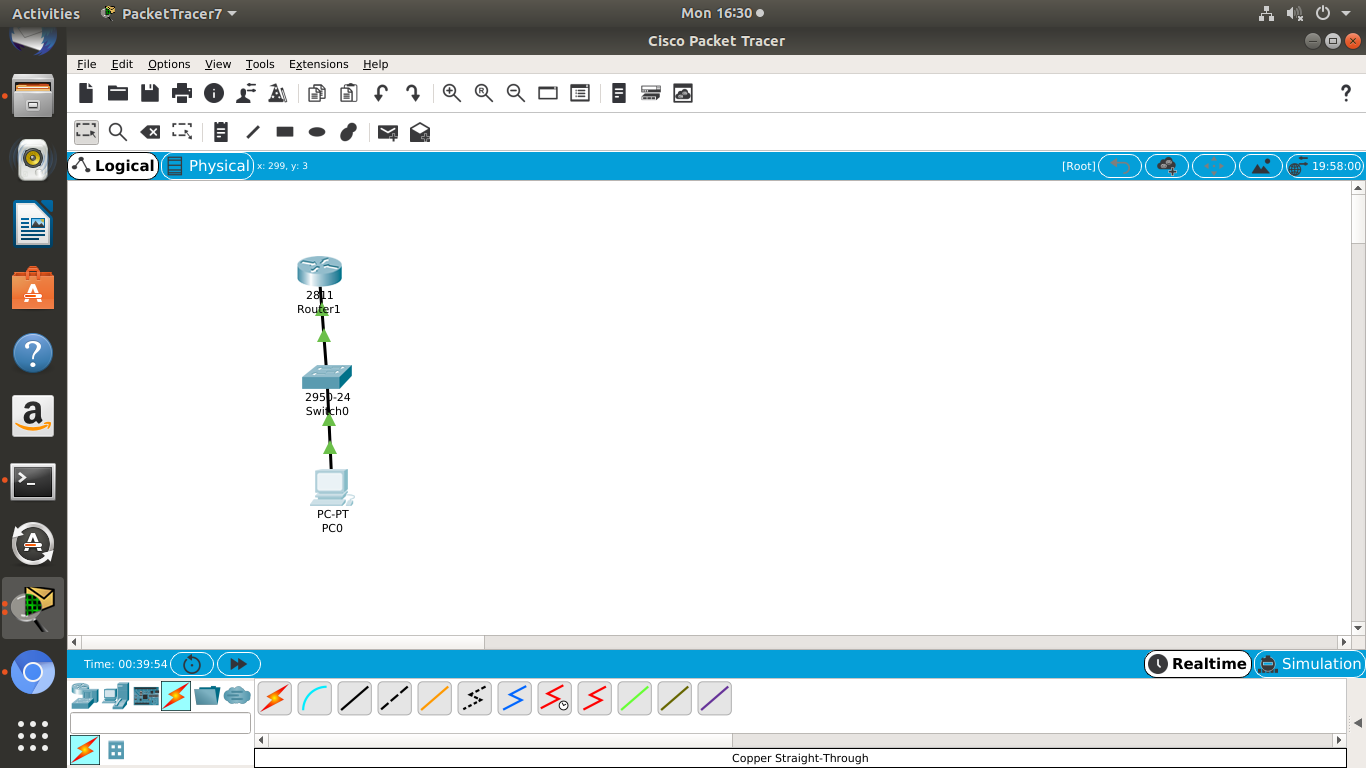 Activities PacketTracer7 Mon 16:30
Cisco Packet Tracer
File Edit Options View Tools Extensions Help
Logical Physical x: 299, y: 3 [Root] 19:58:00
2811
Router1
2950-24
Switch0
PC-PT
PC0
Time: 00:39:54 Realtime Simulation
Copper Straight-Through